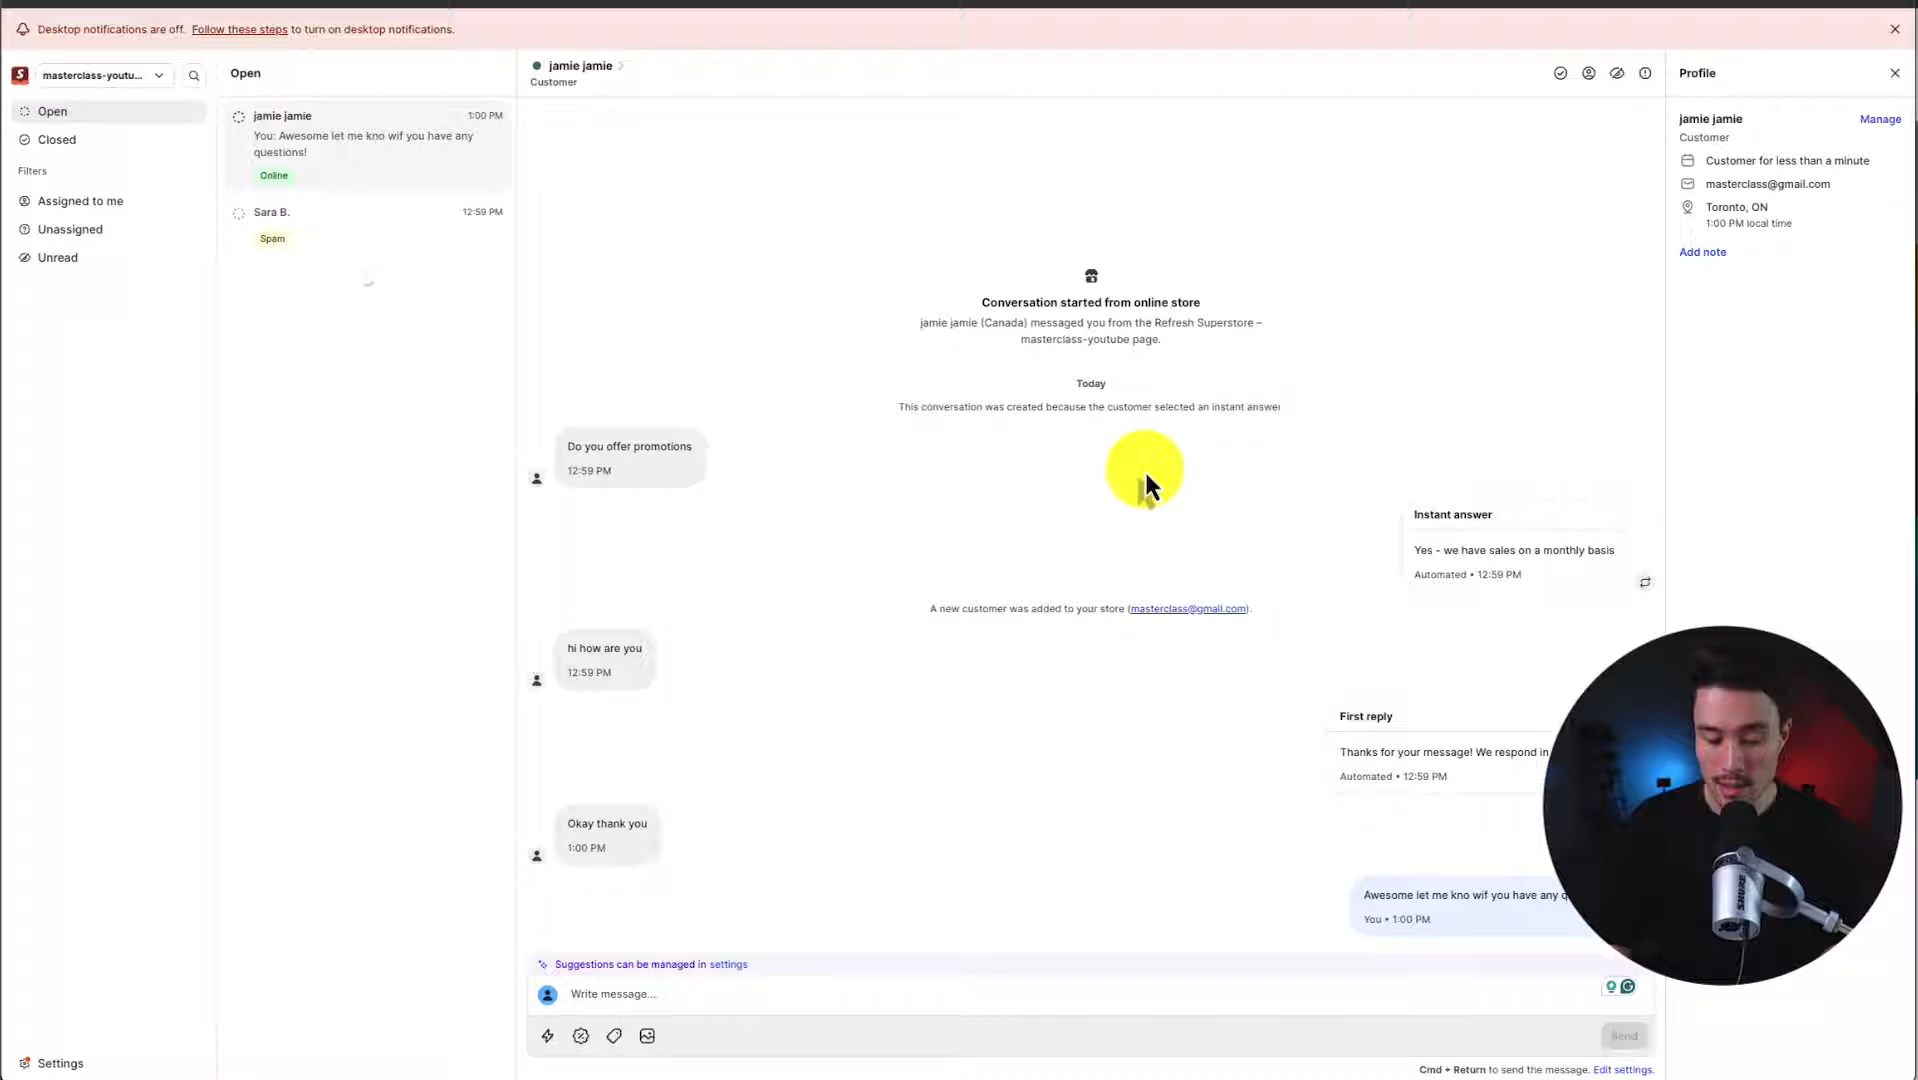 Desktop notifications are off. Follow these steps to turn on desktop notifications.
S
masterclass-youtu...
Open
Closed
Filters
Assigned to me
Unassigned
Unread
Settings
Open
jamie jamie
1:00 PM
You: Awesome let me kno wif you have any
questions!
Online
Sara B.
12:59 PM
Spam
jamie jamie
Customer
Conversation started from online store
jamie jamie (Canada) messaged you from the Refresh Superstore –
masterclass-youtube page.
Today
This conversation was created because the customer selected an instant answer
Do you offer promotions
12:59 PM
Instant answer
Yes - we have sales on a monthly basis
Automated • 12:59 PM
A new customer was added to your store (masterclass@gmail.com).
hi how are you
12:59 PM
First reply
Thanks for your message! We respond in
Automated • 12:59 PM
Okay thank you
1:00 PM
Awesome let me kno wif you have any q
You • 1:00 PM
Suggestions can be managed in settings
Write message...
Send
Cmd + Return to send the message. Edit settings.
Profile
jamie jamie
Manage
Customer
Customer for less than a minute
masterclass@gmail.com
Toronto, ON
1:00 PM local time
Add note
SHURE